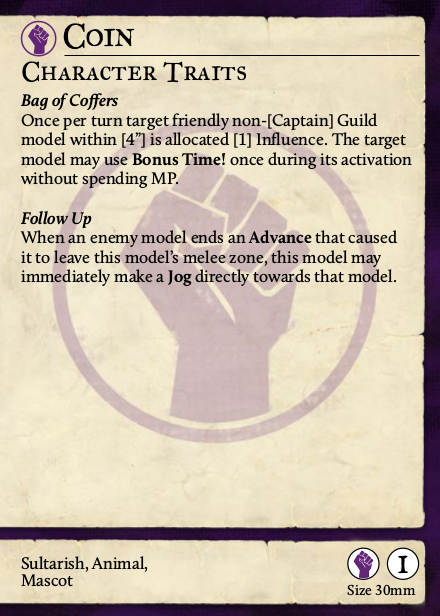 Coin
Character Traits
Bag of Coffers
Once per turn target friendly non-[Captain] Guild
model within [4”] is allocated [1] Influence. The target
model may use Bonus Time! once during its activation
without spending MP.
Follow Up
When an enemy model ends an Advance that caused
it to leave this model’s melee zone, this model may
immediately make a Jog directly towards that model.
Sultarish, Animal,
Mascot
1
Size 30mm